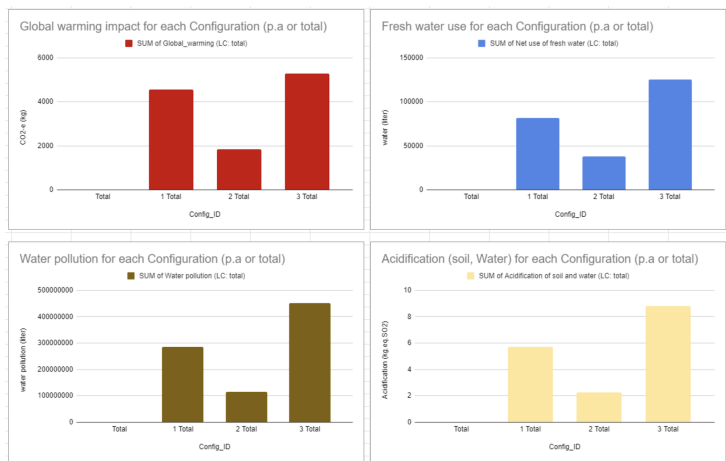 Global warming impact for each Configuration (p.a or total)
SUM of Global_warming (LC: total)
6000
4000
2000
0
CO2-e (kg)
Total
1 Total
2 Total
3 Total
Config_ID
Fresh water use for each Configuration (p.a or total)
SUM of Net use of fresh water (LC: total)
150000
100000
50000
0
water (liter)
Total
1 Total
2 Total
3 Total
Config_ID
Water pollution for each Configuration (p.a or total)
SUM of Water pollution (LC: total)
500000000
400000000
300000000
200000000
100000000
0
water pollution (liter)
Total
1 Total
2 Total
3 Total
Config_ID
Acidification (soil, Water) for each Configuration (p.a or total)
SUM of Acidification of soil and water (LC: total)
10
8
6
4
2
0
Acidification (kg eq SO2)
Total
1 Total
2 Total
3 Total
Config_ID